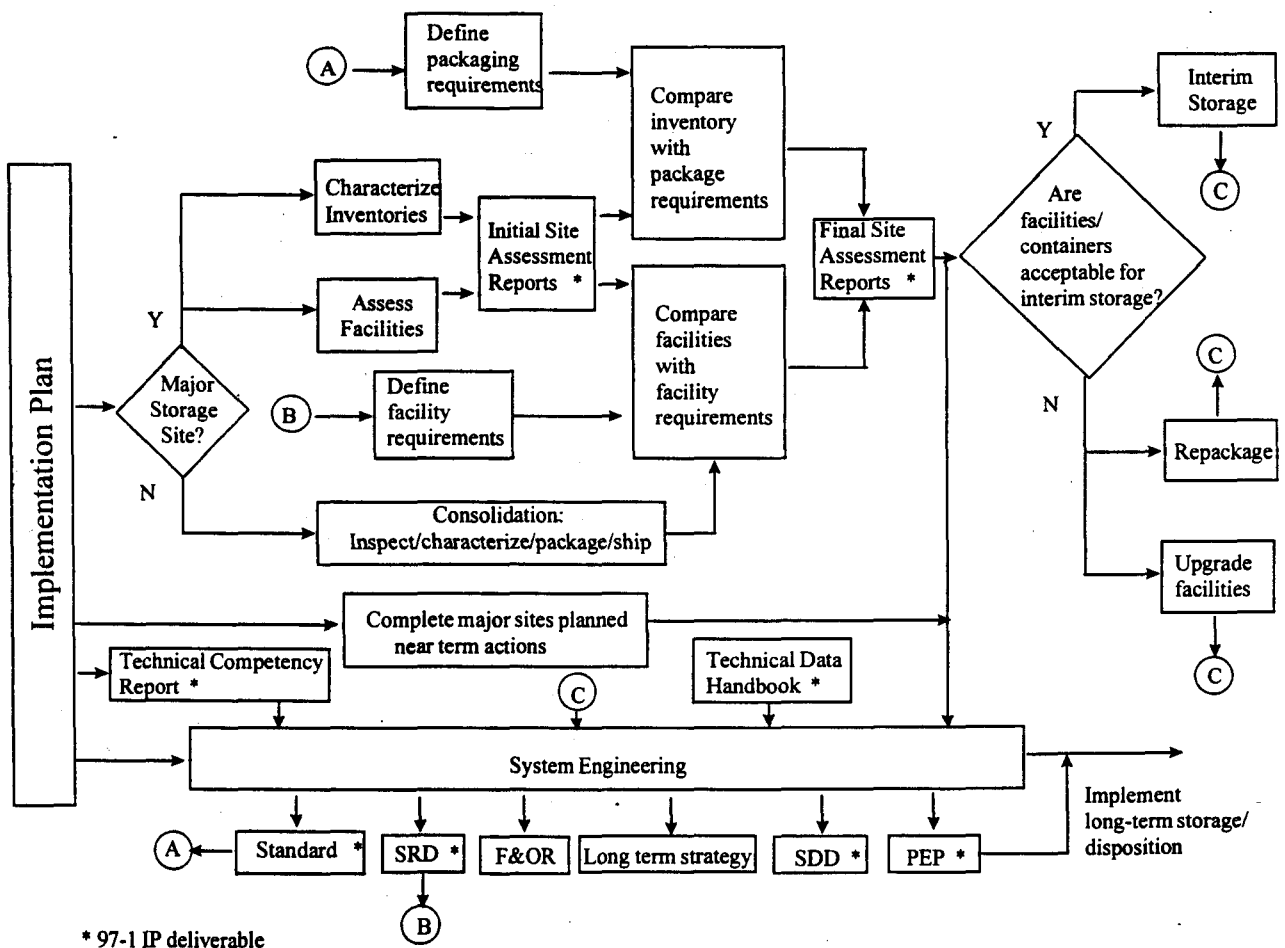 Implementation Plan
A
Define
packaging
requirements
Compare
inventory
with
package
requirements
Characterize
Inventories
Initial Site
Assessment
Reports *
Assess
Facilities
Y
Major
Storage
Site?
N
B
Define
facility
requirements
Compare
facilities
with
facility
requirements
Consolidation:
Inspect/characterize/package/ship
Final Site
Assessment
Reports *
Y
Are
facilities/
containers
acceptable for
interim storage?
N
Interim
Storage
C
C
Repackage
Upgrade
facilities
C
Complete major sites planned
near term actions
Technical Competency
Report *
C
Technical Data
Handbook *
System Engineering
Implement
long-term storage/
disposition
A
Standard *
SRD *
F&OR
Long term strategy
SDD *
PEP *
B
* 97-1 IP deliverable